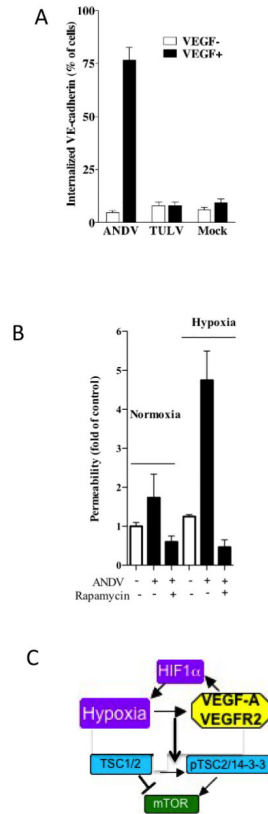 A
Internalized VE-cadherin (% of cells)
100
75
50
25
0
VEGF-
VEGF+
ANDV TULV Mock
B
Permeability (fold of control)
6
5
4
3
2
1
0
Hypoxia
Normoxia
ANDV - + + - + +
Rapamycin - - + - - +
C
HIF1α
Hypoxia
VEGF-A
VEGFR2
TSC1/2
pTSC2/14-3-3
mTOR